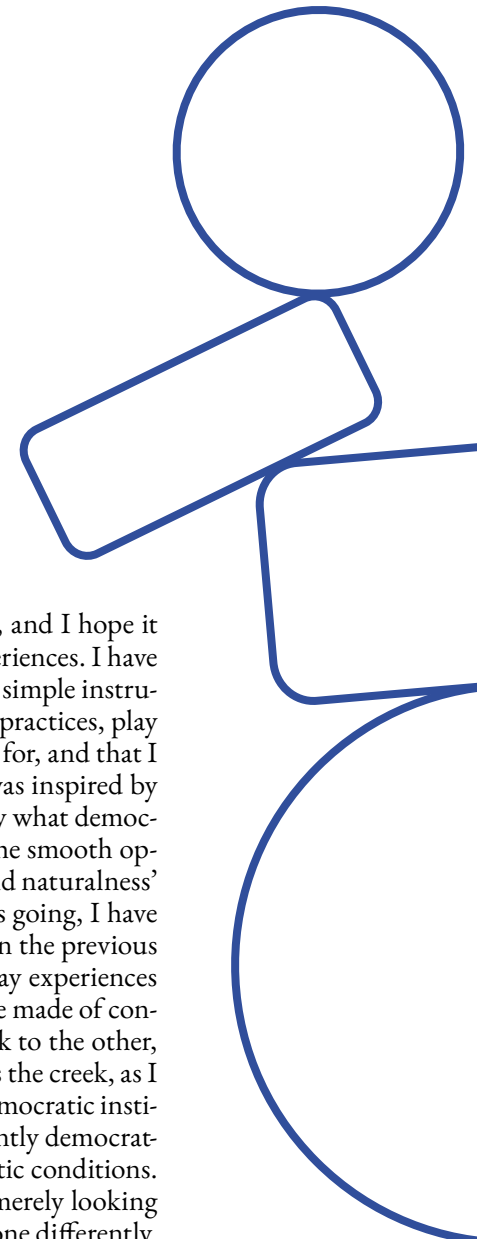 , and I hope it
eriences. I have
simple instru-
practices, play
for, and that I
was inspired by
y what democ-
he smooth op-
d naturalness’
s going, I have
n the previous
ay experiences
e made of con-
k to the other,
s the creek, as I
mocratic insti-
ntly democrat-
tic conditions.
merely looking
one differently.